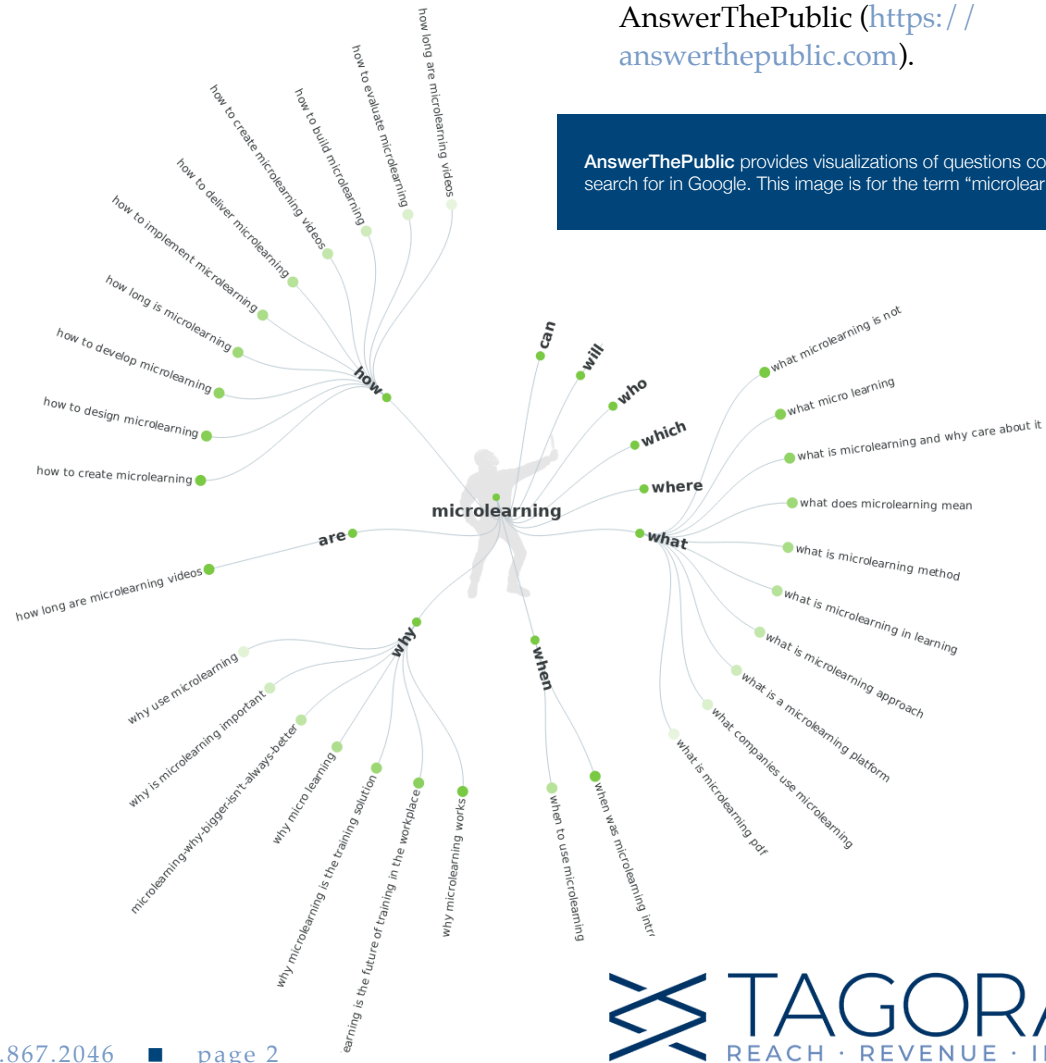 AnswerThePublic (https://
answerthepublic.com).
AnswerThePublic provides visualizations of questions
search for in Google. This image is for the term
how long are microlearning videos
how to evaluate microlearning
how to build microlearning
how to create microlearning videos
how to deliver microlearning
how to implement microlearning
how long is microlearning
how to develop microlearning
how to design microlearning
how to create microlearning
how
can
will
who
which
where
what
microlearning
are
why
when
what microlearning is not
what micro learning
what is microlearning and why care about it
what does microlearning mean
what is microlearning method
what is microlearning in learning
what is microlearning approach
what is a microlearning platform
what companies use microlearning
what is microlearning pdf
how long are microlearning videos
why use microlearning
why is microlearning important
microlearning-why-bigger-isn't-always-better
why micro learning
why microlearning is the training solution
earning is the future of training in the workplace
why microlearning works
when to use microlearning
when was microlearning
.867.2046 ■ page 2
TAGORA
REACH · REVENUE ·